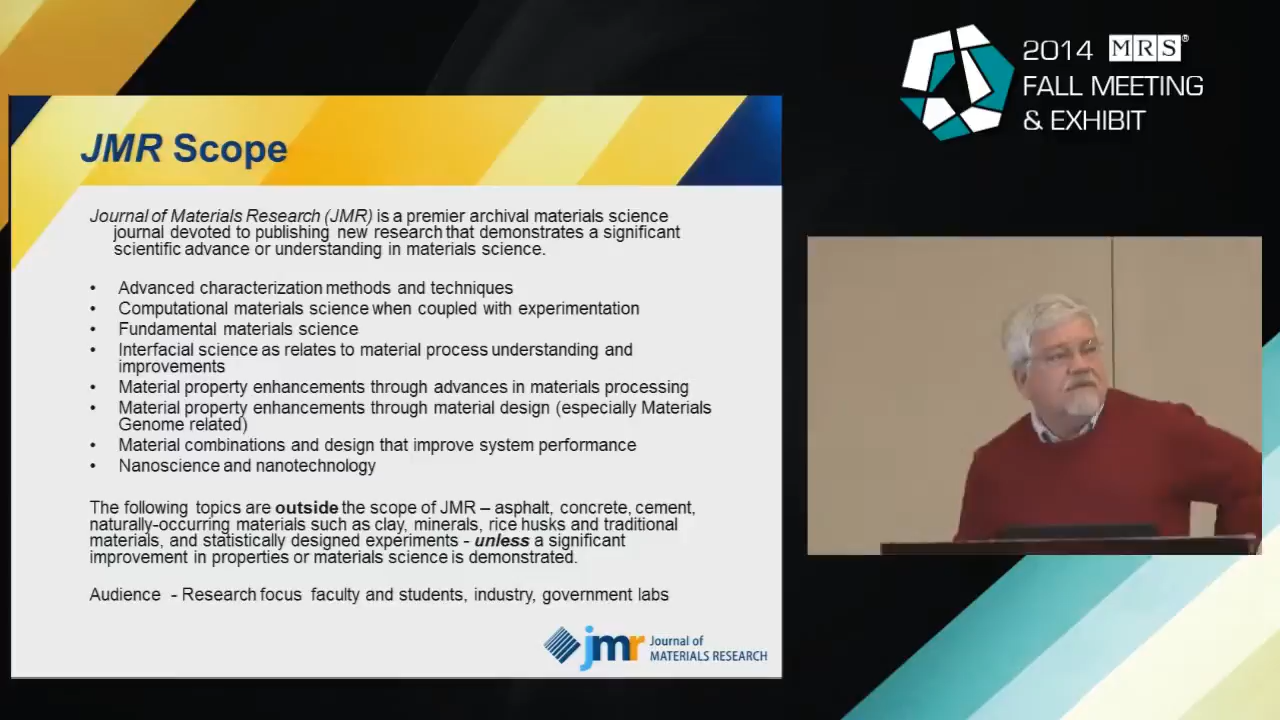 2014 MRS®
FALL MEETING
& EXHIBIT
JMR Scope
Journal of Materials Research (JMR) is a premier archival materials science
journal devoted to publishing new research that demonstrates a significant
scientific advance or understanding in materials science.
• Advanced characterization methods and techniques
• Computational materials science when coupled with experimentation
• Fundamental materials science
• Interfacial science as relates to material process understanding and
improvements
• Material property enhancements through advances in materials processing
• Material property enhancements through material design (especially Materials
Genome related)
• Material combinations and design that improve system performance
• Nanoscience and nanotechnology
The following topics are outside the scope of JMR – asphalt, concrete, cement,
naturally-occurring materials such as clay, minerals, rice husks and traditional
materials, and statistically designed experiments - unless a significant
improvement in properties or materials science is demonstrated.
Audience - Research focus faculty and students, industry, government labs
jmr Journal of
MATERIALS RESEARCH